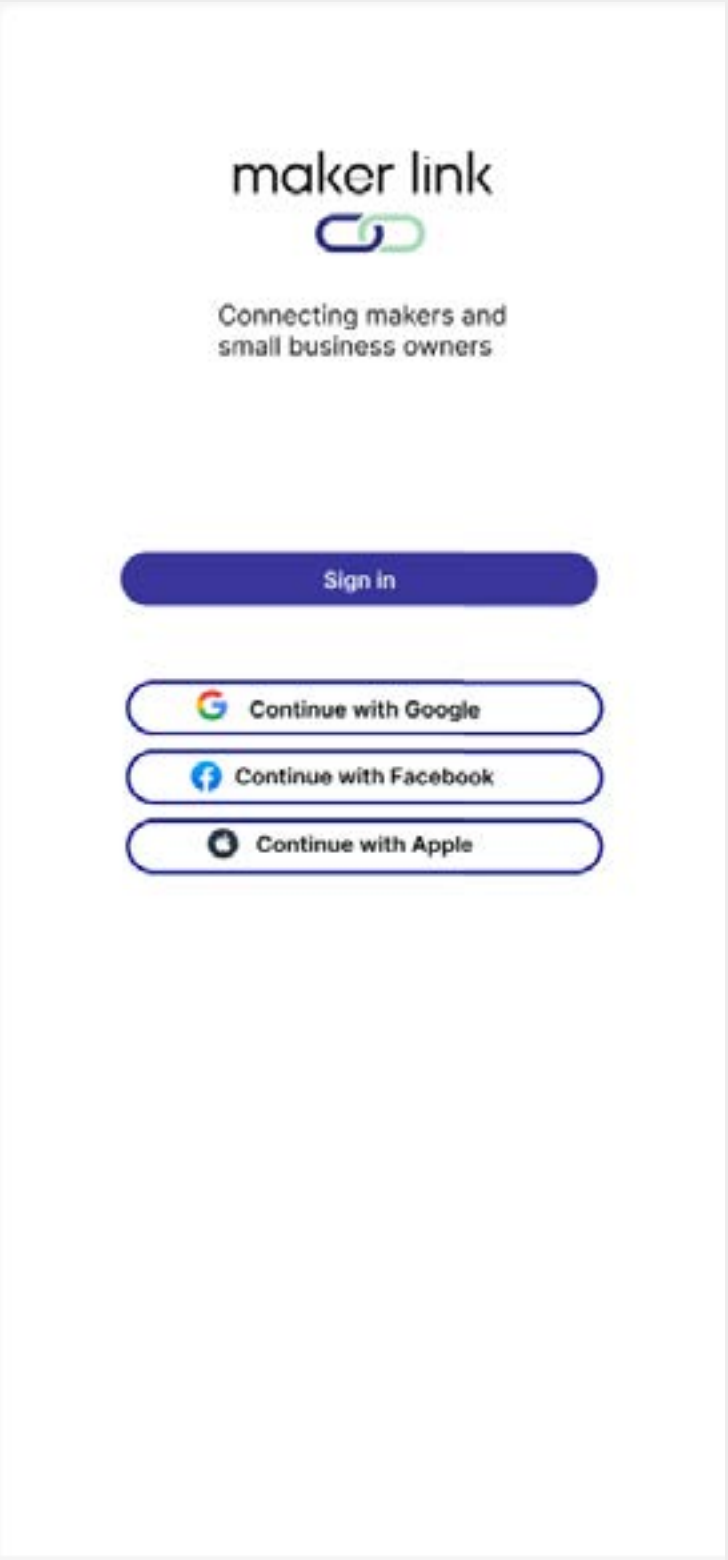 maker link
Connecting makers and
small business owners
Sign in
Continue with Google
Continue with Facebook
Continue with Apple